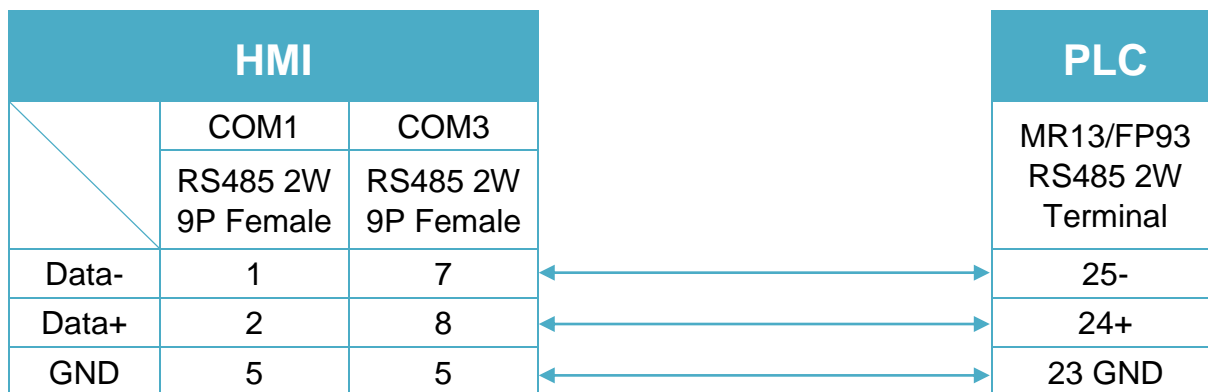 HMI
PLC
COM1 COM3
MR13/FP93
RS485 2W
Terminal
RS485 2W
9P Female
RS485 2W
9P Female
Data- 1 7 25-
Data+ 2 8 24+
GND 5 5 23 GND